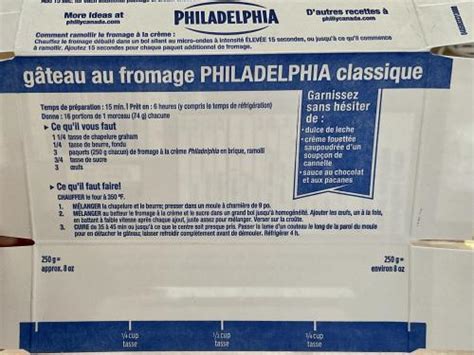 More Ideas at
phillycanada.com
PHILADELPHIA
D'autres recettes à
phillycanada.com
Comment ramollir le fromage à la crème :
Chauffez le fromage déballé dans un bol allant au micro-ondes à intensité ÉLEVÉE 15 secondes, ou jusqu'à ce qu'il commence
à ramollir. Ajoutez 15 secondes pour chaque paquet additionnel de fromage.
gâteau au fromage PHILADELPHIA classique
Temps de préparation : 15 min. | Prêt en : 6 heures (y compris le temps de réfrigération)
Donne : 16 portions de 1 morceau (74 g) chacune
▸ Ce qu'il vous faut
1 1/4 tasse de chapelure graham
1/4 tasse de beurre, fondu
3 paquets (250 g chacun) de fromage à la crème Philadelphia en brique, ramolli
3/4 tasse de sucre
3 œufs
▸ Ce qu'il faut faire!
CHAUFFER le four à 350 °F.
1. MÉLANGER la chapelure et le beurre; presser dans un moule à charnière de 9 po.
2. MÉLANGER au batteur le fromage à la crème et le sucre dans un grand bol jusqu'à homogénéité. Ajouter les œufs, un à la fois,
en battant à faible vitesse après chaque ajout, juste assez pour mélanger. Verser sur la croûte.
3. CUIRE de 35 à 45 min ou jusqu'à ce que le centre soit presque pris. Passer la lame d'un couteau le long de la paroi du moule
pour en détacher le gâteau; laisser refroidir complètement avant de démouler. Réfrigérer 4 h.
Garnissez
sans hésiter
de :
• dulce de leche
• crème fouettée
saupoudrée d'un
soupçon de
cannelle
• sauce au chocolat
et aux pacanes
250 g =
approx. 8 oz
250 g =
environ 8 oz
1/4 cup
tasse
1/2 cup
tasse
1/4 cup
tasse